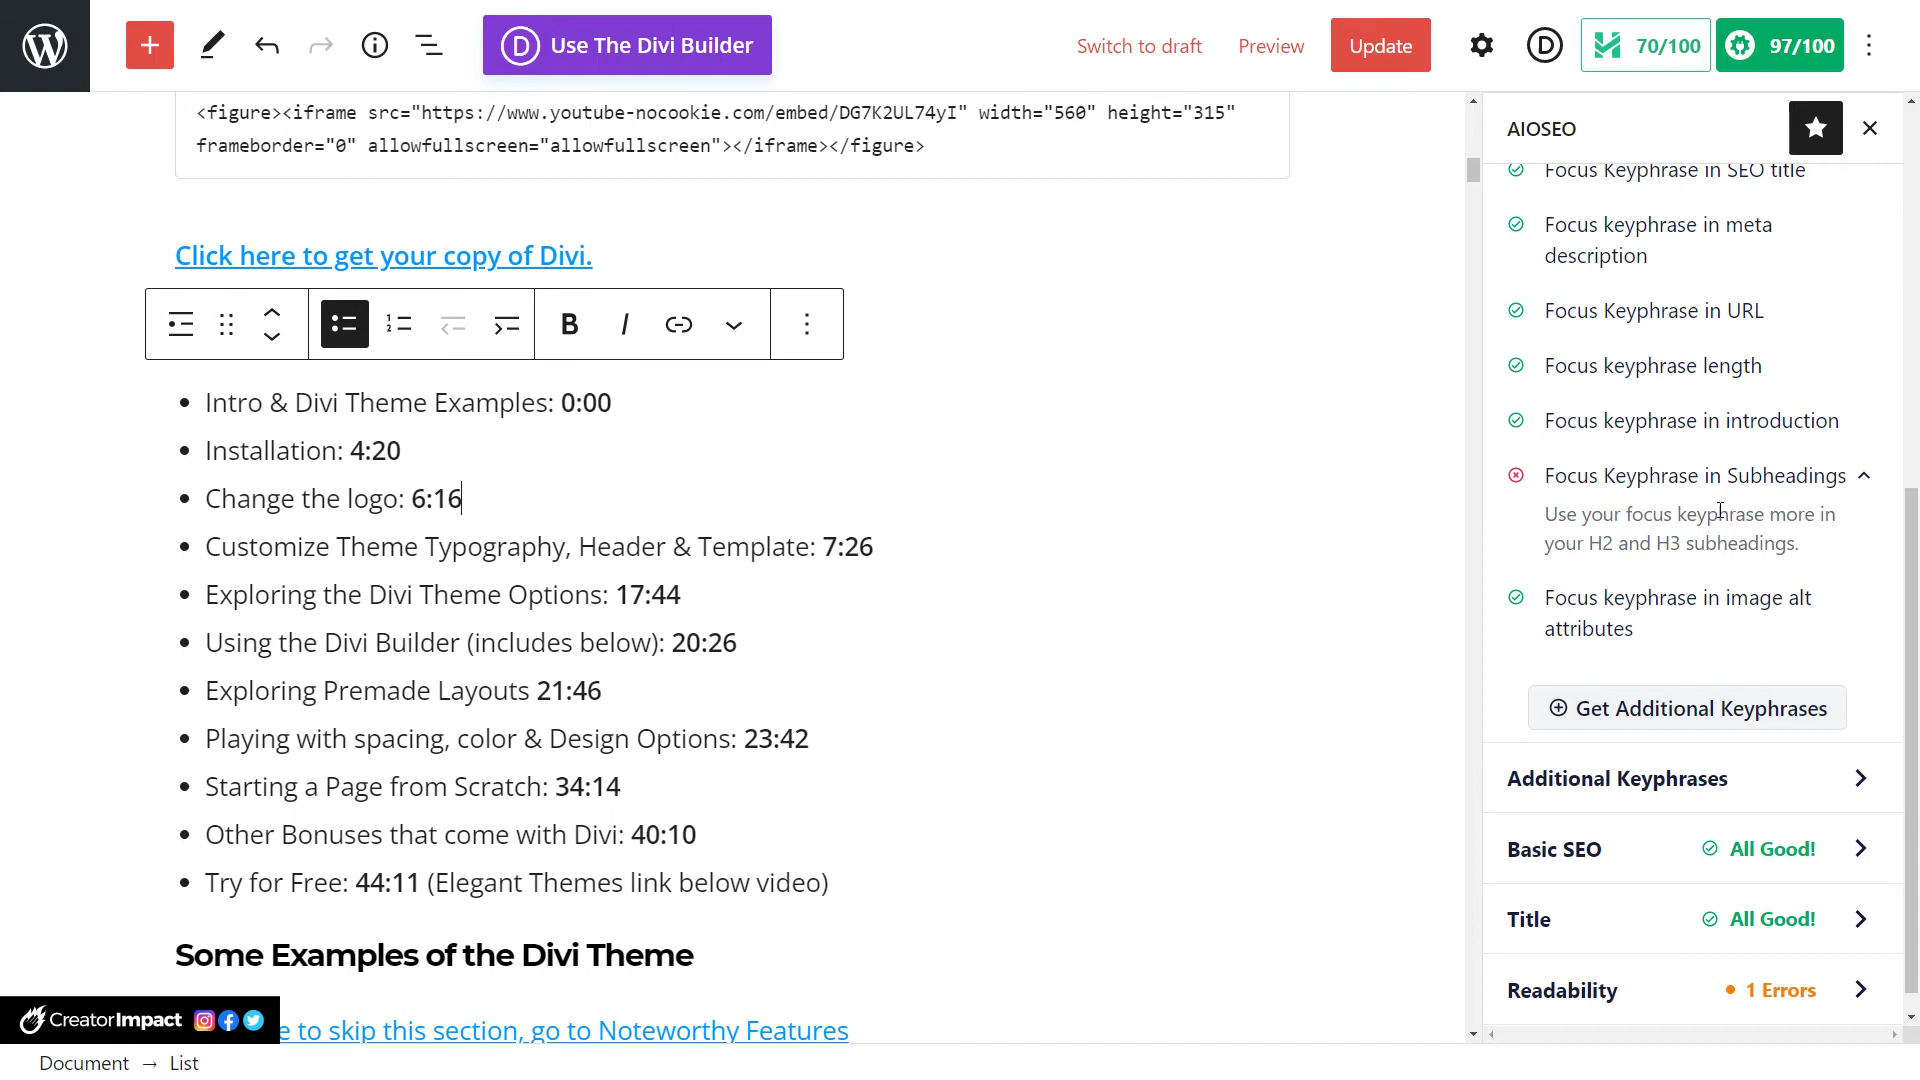 Use The Divi Builder
Switch to draft
Preview
Update
70/100
97/100
<figure><iframe src="https://www.youtube-nocookie.com/embed/DG7K2UL74yI" width="560" height="315"
frameborder="0" allowfullscreen="allowfullscreen"></iframe></figure>
Click here to get your copy of Divi.
Intro & Divi Theme Examples: 0:00
Installation: 4:20
Change the logo: 6:16
Customize Theme Typography, Header & Template: 7:26
Exploring the Divi Theme Options: 17:44
Using the Divi Builder (includes below): 20:26
Exploring Premade Layouts 21:46
Playing with spacing, color & Design Options: 23:42
Starting a Page from Scratch: 34:14
Other Bonuses that come with Divi: 40:10
Try for Free: 44:11 (Elegant Themes link below video)
Some Examples of the Divi Theme
e to skip this section, go to Noteworthy Features
CreatorImpact
Document → List
AIOSEO
Focus Keyphrase in SEO title
Focus keyphrase in meta
description
Focus Keyphrase in URL
Focus keyphrase length
Focus keyphrase in introduction
Focus Keyphrase in Subheadings
Use your focus keyphrase more in
your H2 and H3 subheadings.
Focus keyphrase in image alt
attributes
Get Additional Keyphrases
Additional Keyphrases
Basic SEO All Good!
Title All Good!
Readability 1 Errors